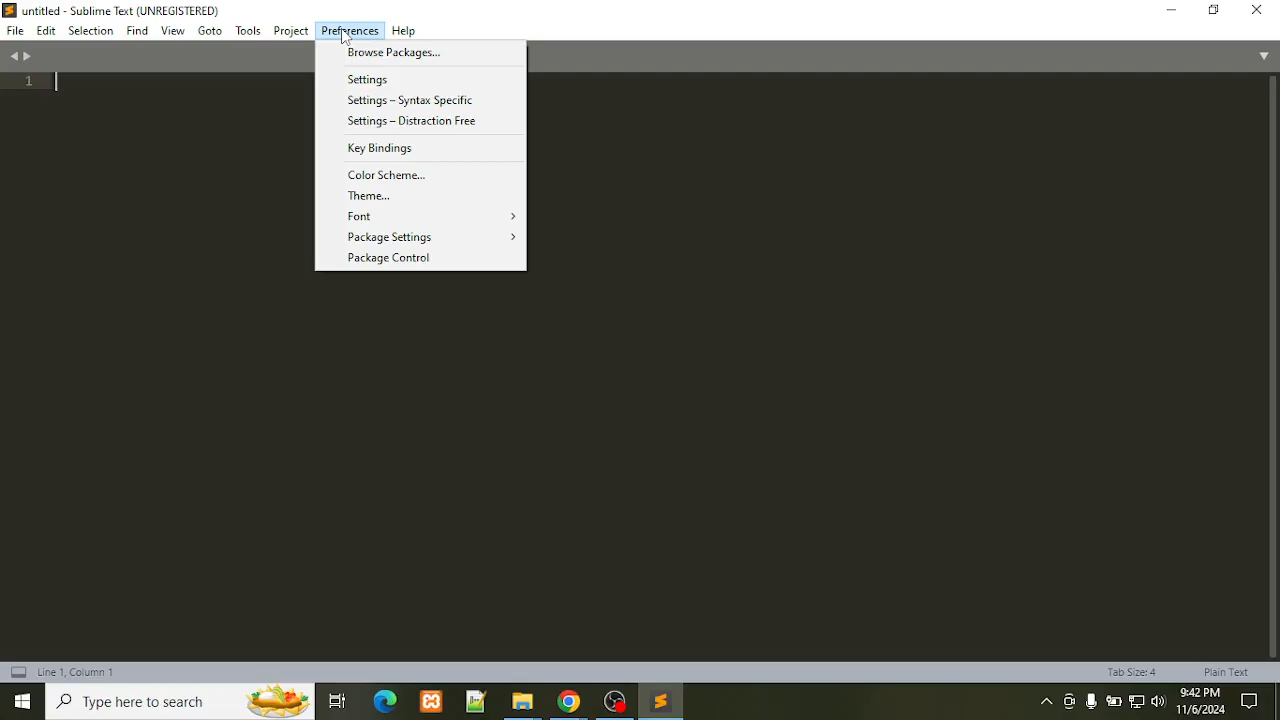 untitled - Sublime Text (UNREGISTERED)
File Edit Selection Find View Goto Tools Project Preferences Help
Browse Packages...
Settings
Settings – Syntax Specific
Settings – Distraction Free
Key Bindings
Color Scheme...
Theme...
Font
Package Settings
Package Control
1
Line 1, Column 1 Tab Size: 4 Plain Text
Type here to search
9:42 PM
11/6/2024